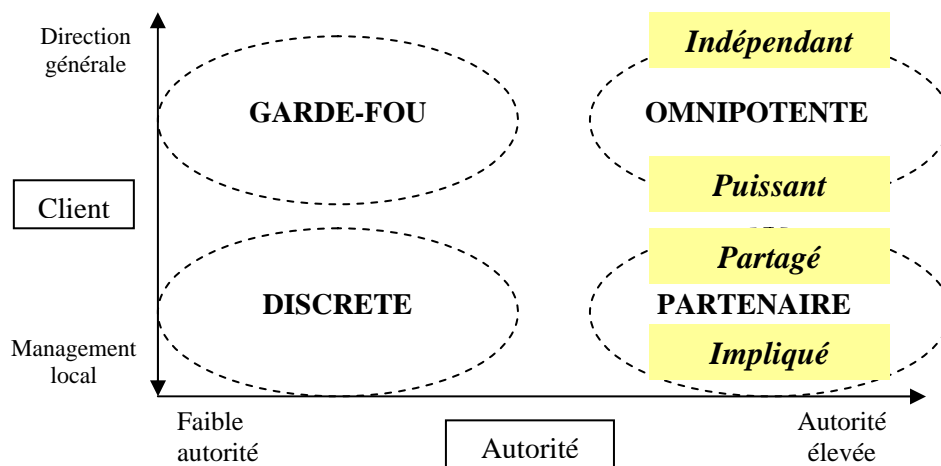 Direction
générale
Indépendant
GARDE-FOU
OMNIPOTENTE
Client
Puissant
Partagé
DISCRETE
PARTENAIRE
Management
local
Impliqué
Faible
autorité
Autorité
Autorité
élevée